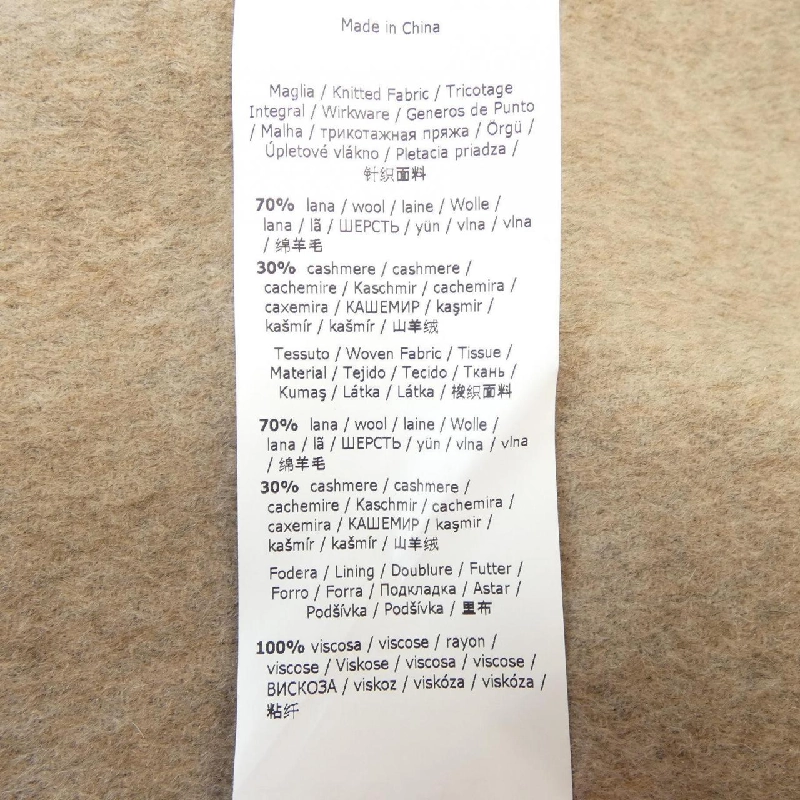 Made in China
Maglia / Knitted Fabric / Tricotage
Integral / Wirkware / Generos de Punto
/ Malha / трикотажная пряжа / Örgü /
Úpletové vlákno / Pletacia priadza /
针织面料
70% lana / wool / laine / Wolle /
lana / lã / ШЕРСТЬ / yün / vlna / vlna
/ 绵羊毛
30% cashmere / cashmere /
cachemire / Kaschmir / cachemira /
caxemira / КАШЕМИР / kaşmir /
kašmír / kašmír / 山羊绒
Tessuto / Woven Fabric / Tissue /
Material / Tejido / Tecido / Ткань /
Kumaş / Látka / Látka / 梭织面料
70% lana / wool / laine / Wolle /
lana / lã / ШЕРСТЬ / yün / vlna / vlna
/ 绵羊毛
30% cashmere / cashmere /
cachemire / Kaschmir / cachemira /
caxemira / КАШЕМИР / kaşmir /
kašmír / kašmír / 山羊绒
Fodera / Lining / Doublure / Futter /
Forro / Forra / Подкладка / Astar /
Podšívka / Podšívka / 里布
100% viscosa / viscose / rayon /
viscose / Viskose / viscosa / viscose /
ВИСКОЗА / viskoz / viskóza / viskóza /
粘纤